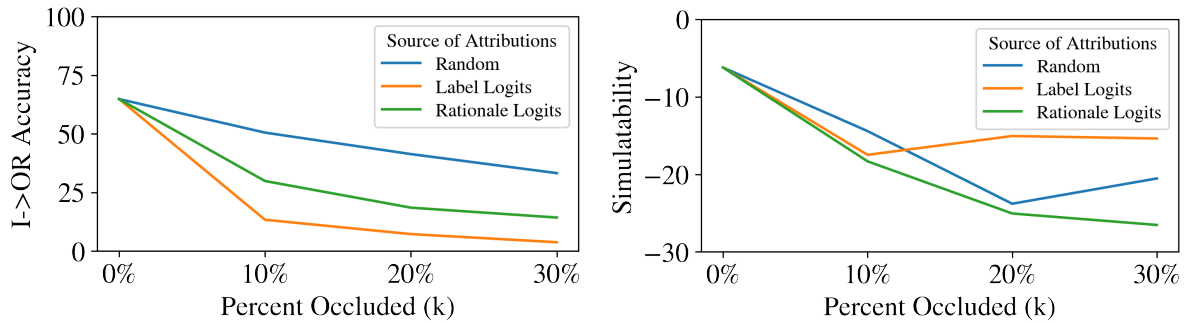 100
75
50
25
0
I->OR Accuracy
Source of Attributions
Random
Label Logits
Rationale Logits
0% 10% 20% 30%
Percent Occluded (k)
0
−10
−20
−30
Simulatability
Source of Attributions
Random
Label Logits
Rationale Logits
0% 10% 20% 30%
Percent Occluded (k)